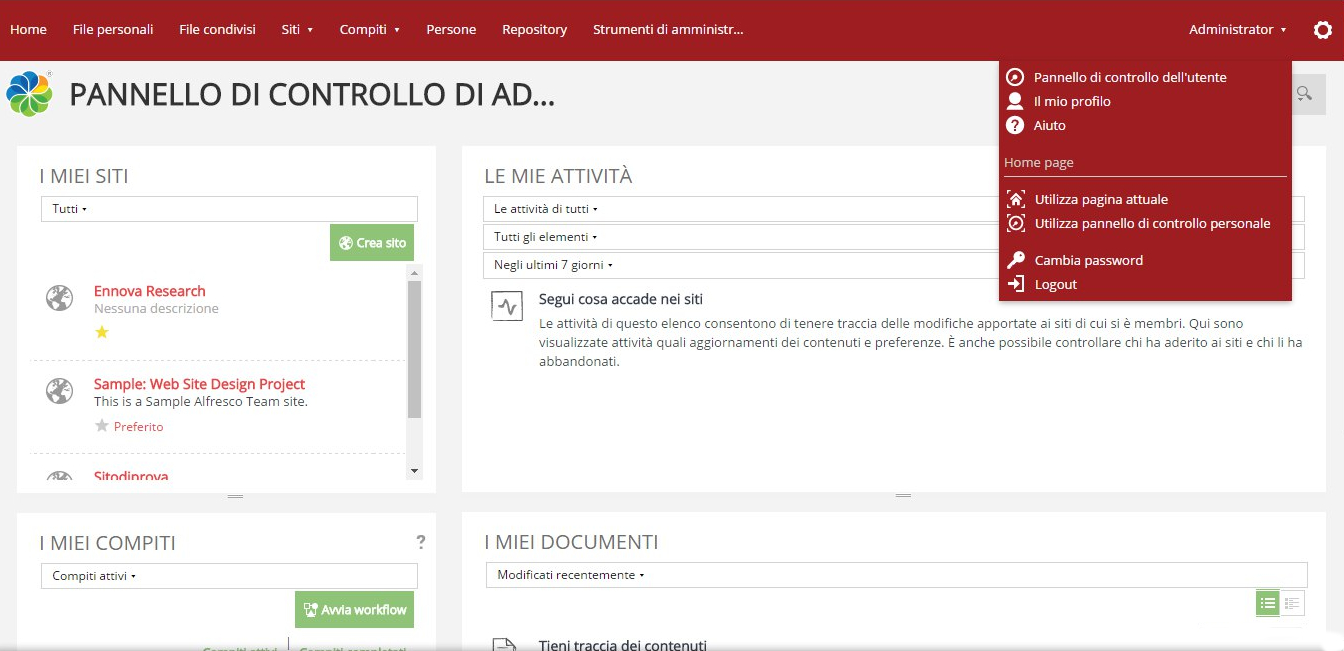 Home File personali File condivisi Siti Compiti Persone Repository Strumenti di amministr... Administrator
PANNELLO DI CONTROLLO DI AD...
Pannello di controllo dell'utente
Il mio profilo
? Aiuto
Home page
Utilizza pagina attuale
Utilizza pannello di controllo personale
Cambia password
Logout
I MIEI SITI
Tutti
Crea sito
Ennova Research
Nessuna descrizione
Sample: Web Site Design Project
This is a Sample Alfresco Team site.
Preferito
Sitodiprova
LE MIE ATTIVITÀ
Le attività di tutti
Tutti gli elementi
Negli ultimi 7 giorni
Segui cosa accade nei siti
Le attività di questo elenco consentono di tenere traccia delle modifiche apportate ai siti di cui si è membri. Qui sono
visualizzate attività quali aggiornamenti dei contenuti e preferenze. È anche possibile controllare chi ha aderito ai siti e chi li ha
abbandonati.
I MIEI COMPITI ?
Compiti attivi
Avvia workflow
Compiti attivi Compiti completati
I MIEI DOCUMENTI
Modificati recentemente
Tieni traccia dei contenuti